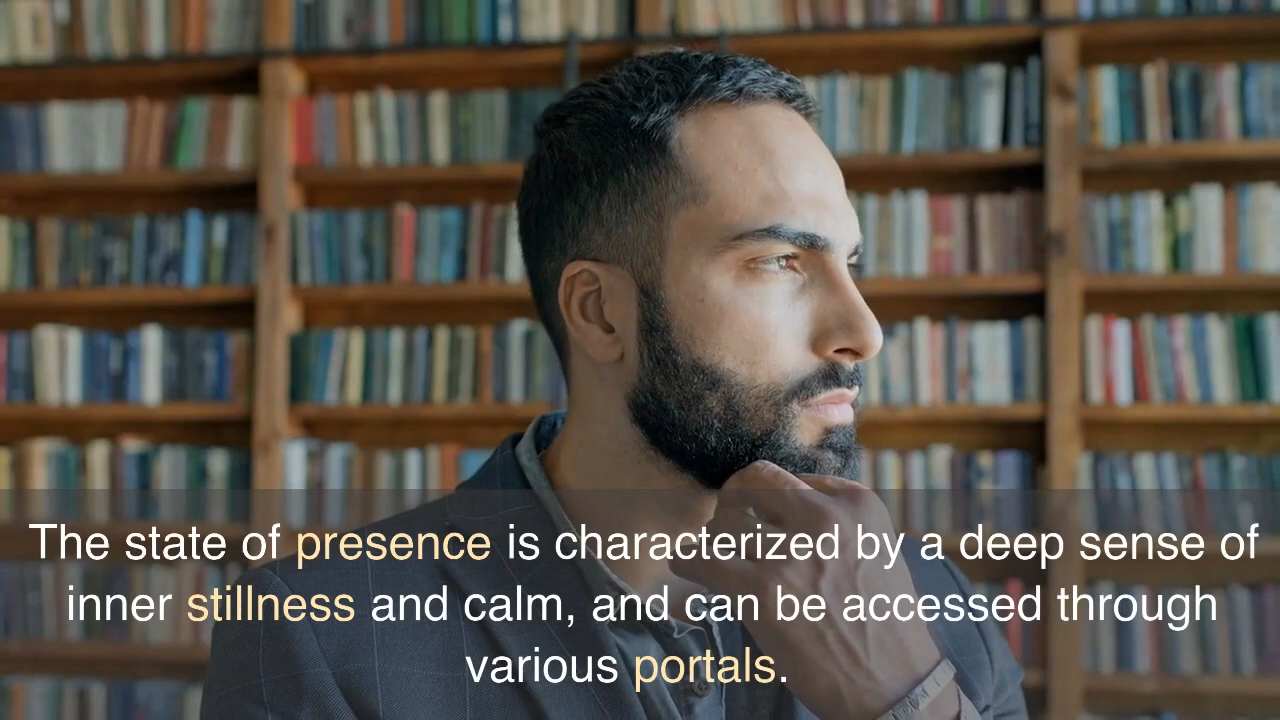 The state of presence is characterized by a deep sense of
inner stillness and calm, and can be accessed through
various portals.